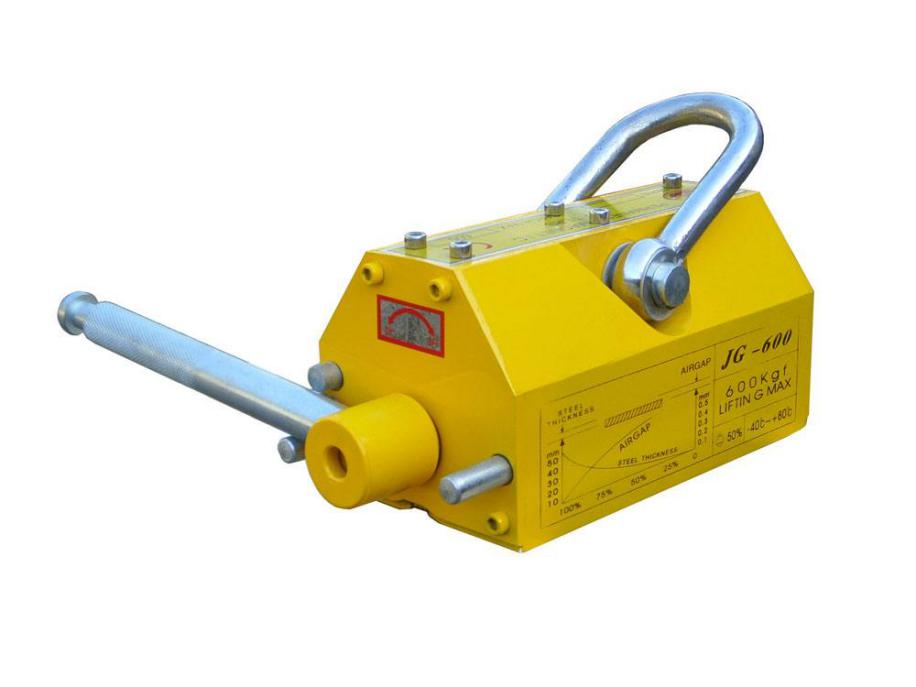 JG-600
600Kgf
LIFTING MAX
50% -40℃~+80℃
AIRGAP
mm
0.5
0.4
0.3
0.2
0.1
0
STEEL
THICKNESS
AIRGAP
STEEL THICKNESS
mm
50
40
30
20
10
100% 75% 50% 25%